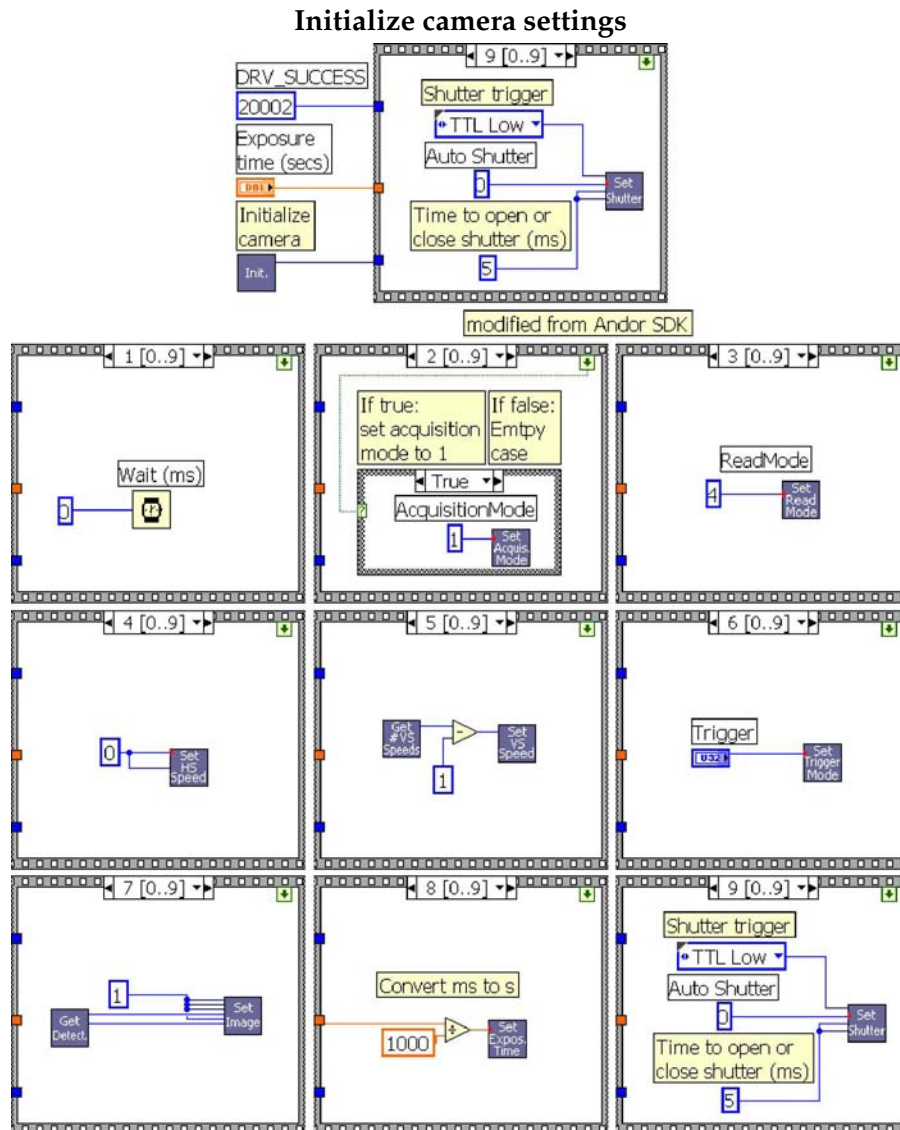 Initialize camera settings
9 [0..9]
DRV_SUCCESS
20002
Shutter trigger
TTL Low
Exposure
time (secs)
DBL
Auto Shutter
0
Set
Shutter
Initialize
camera
Time to open or
close shutter (ms)
Init.
5
modified from Andor SDK
1 [0..9]
Wait (ms)
0
2 [0..9]
If true:
set acquisition
mode to 1
If false:
Emtpy
case
True
?
AcquisitionMode
1
Set
Acquis.
Mode
3 [0..9]
ReadMode
4
Set
Read
Mode
4 [0..9]
0
Set
HS
Speed
5 [0..9]
Get
#VS
Speeds
-
1
Set
VS
Speed
6 [0..9]
Trigger
U32
Set
Trigger
Mode
7 [0..9]
1
Get
Detect.
Set
Image
8 [0..9]
Convert ms to s
1000
÷
Set
Expos.
Time
9 [0..9]
Shutter trigger
TTL Low
Auto Shutter
0
Set
Shutter
Time to open or
close shutter (ms)
5